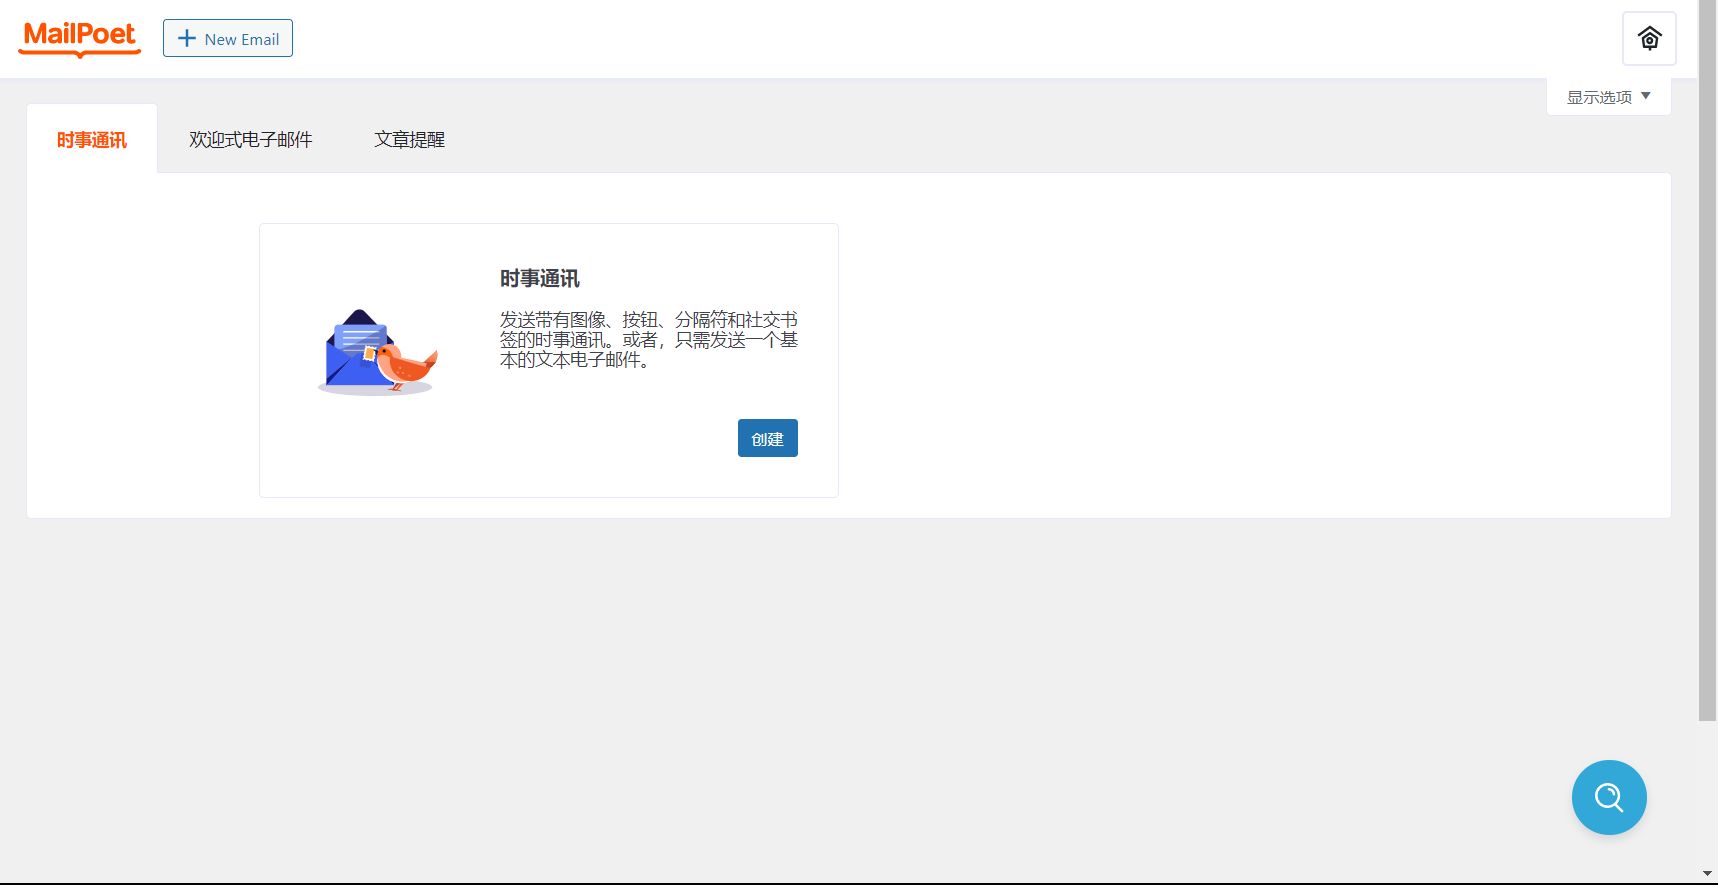 MailPoet
New Email
显示选项
时事通讯
欢迎式电子邮件
文章提醒
时事通讯
发送带有图像、按钮、分隔符和社交书
签的时事通讯。或者，只需发送一个基
本的文本电子邮件。
创建